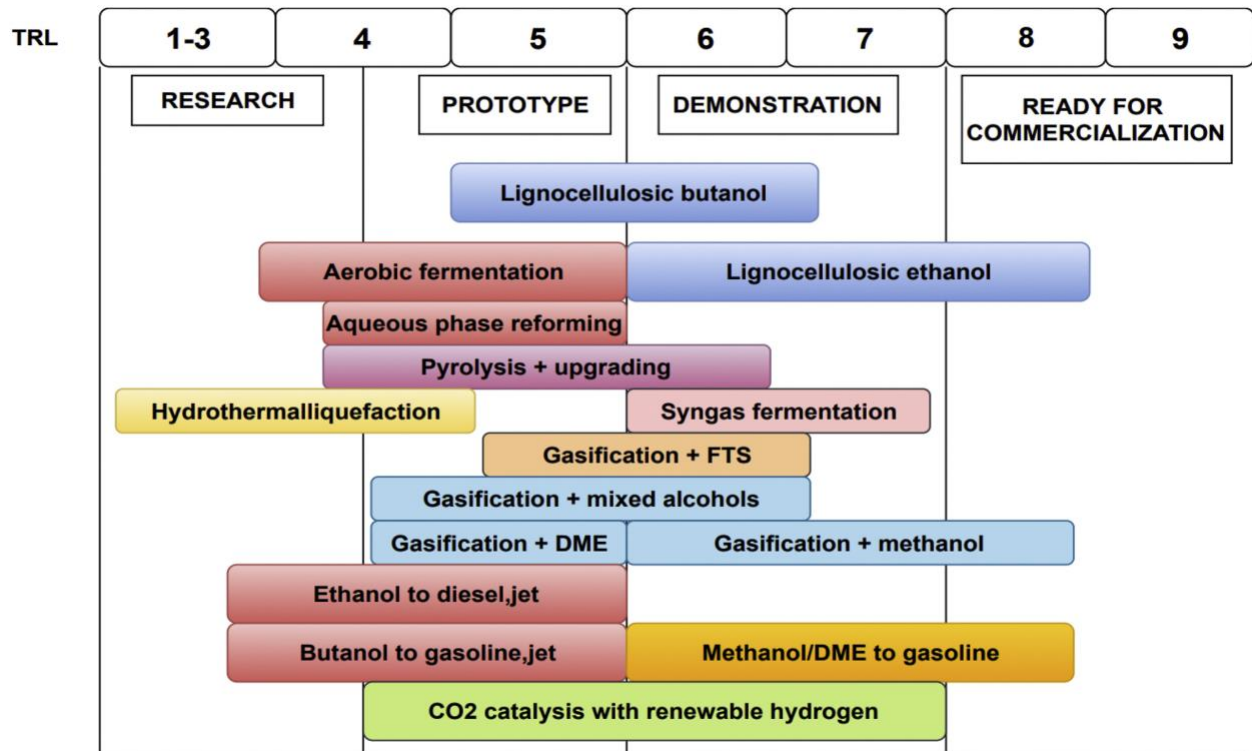 TRL 1-3 4 5 6 7 8 9
RESEARCH PROTOTYPE DEMONSTRATION READY FOR
COMMERCIALIZATION
Lignocellulosic butanol
Aerobic fermentation Lignocellulosic ethanol
Aqueous phase reforming
Pyrolysis + upgrading
Hydrothermalliquefaction Syngas fermentation
Gasification + FTS
Gasification + mixed alcohols
Gasification + DME Gasification + methanol
Ethanol to diesel,jet
Butanol to gasoline,jet Methanol/DME to gasoline
CO2 catalysis with renewable hydrogen